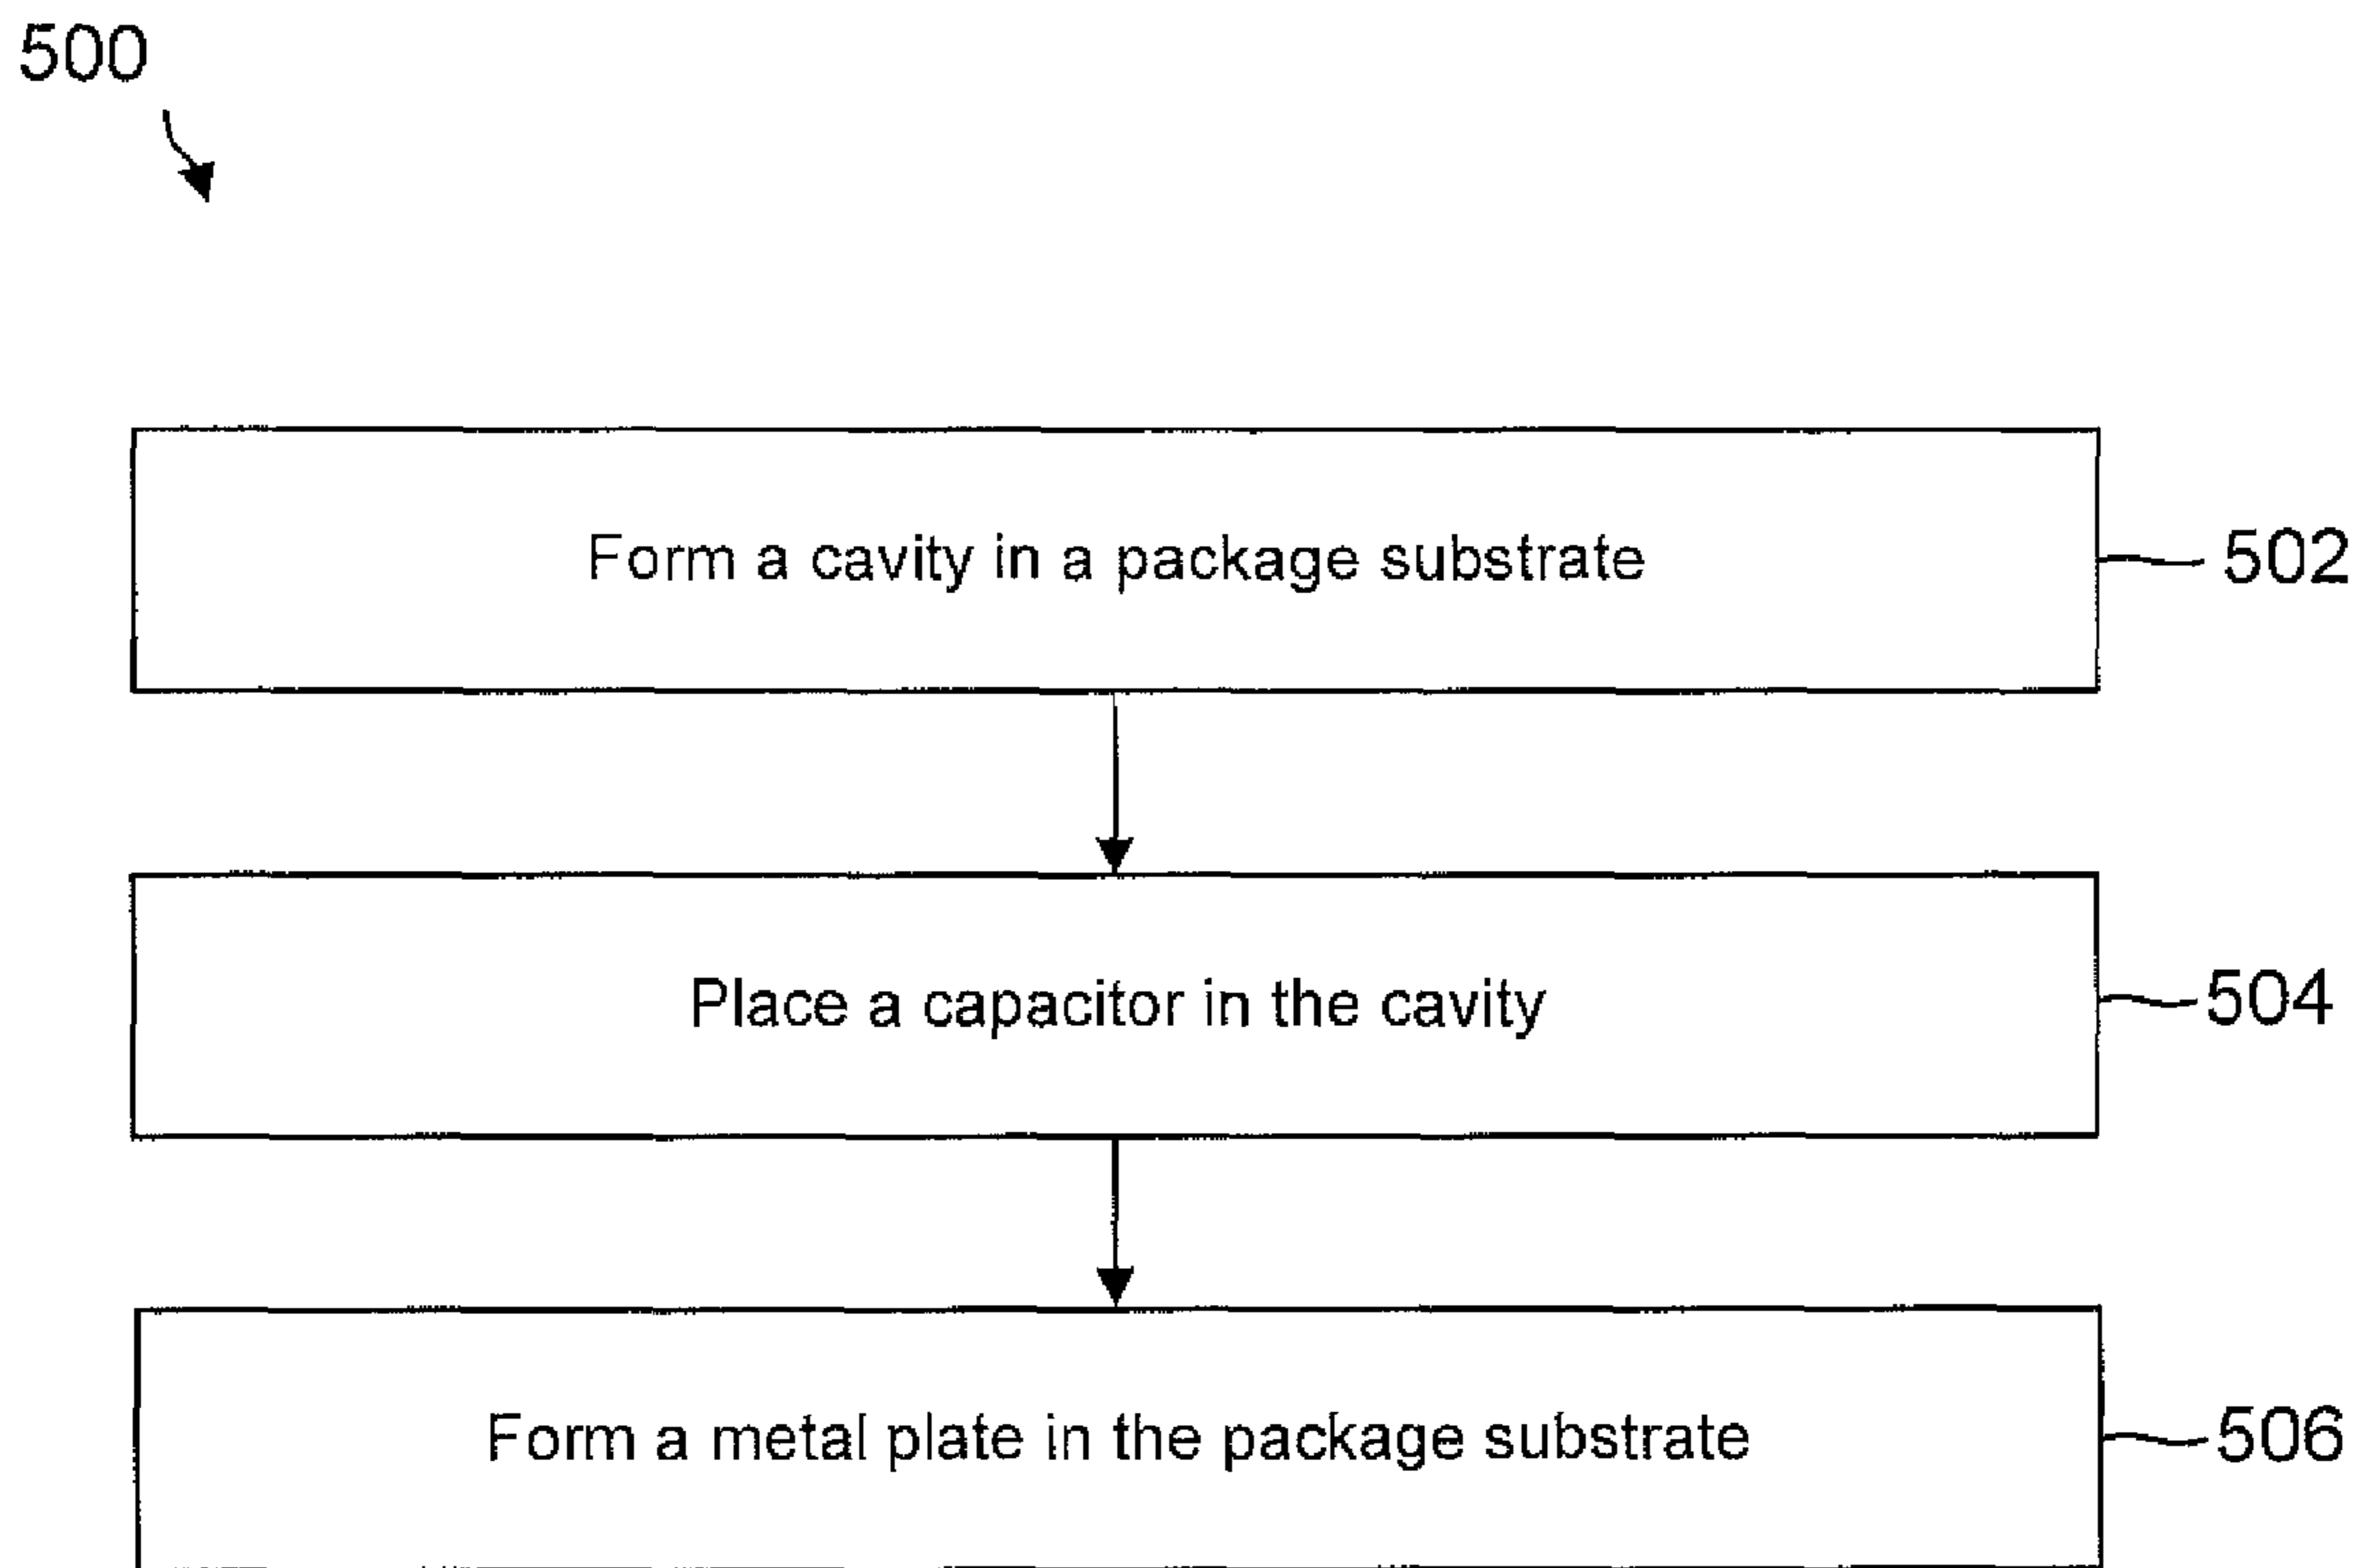 500
Form a cavity in a package substrate
502
Place a capacitor in the cavity
504
Form a metal plate in the package substrate
506